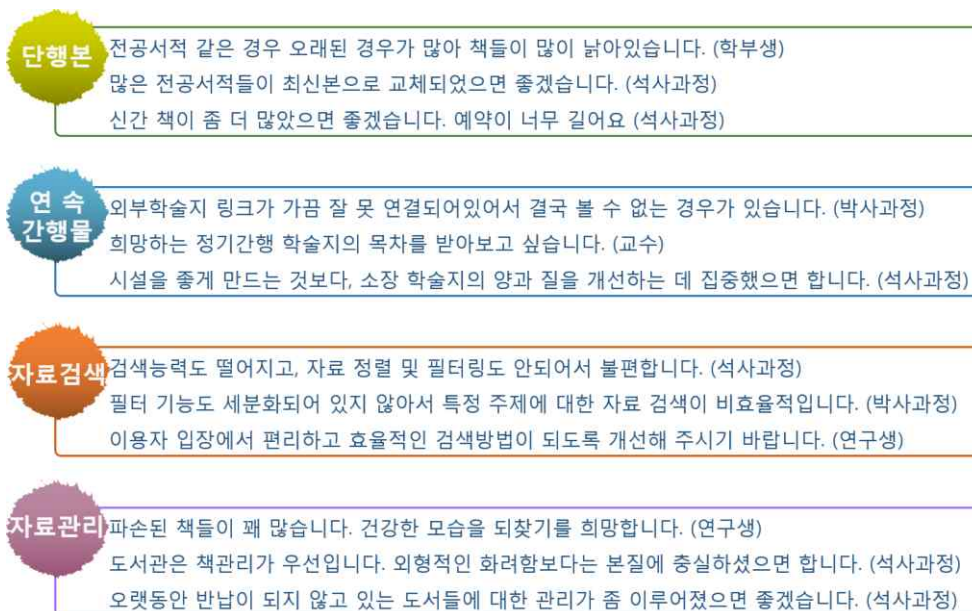 단행본
전공서적 같은 경우 오래된 경우가 많아 책들이 많이 낡아있습니다. (학부생)
많은 전공서적들이 최신본으로 교체되었으면 좋겠습니다. (석사과정)
신간 책이 좀 더 많았으면 좋겠습니다. 예약이 너무 길어요 (석사과정)
연 속
간행물
외부학술지 링크가 가끔 잘 못 연결되어있어서 결국 볼 수 없는 경우가 있습니다. (박사과정)
희망하는 정기간행 학술지의 목차를 받아보고 싶습니다. (교수)
시설을 좋게 만드는 것보다, 소장 학술지의 양과 질을 개선하는 데 집중했으면 합니다. (석사과정)
자료검색
검색능력도 떨어지고, 자료 정렬 및 필터링도 안되어서 불편합니다. (석사과정)
필터 기능도 세분화되어 있지 않아서 특정 주제에 대한 자료 검색이 비효율적입니다. (박사과정)
이용자 입장에서 편리하고 효율적인 검색방법이 되도록 개선해 주시기 바랍니다. (연구생)
자료관리
파손된 책들이 꽤 많습니다. 건강한 모습을 되찾기를 희망합니다. (연구생)
도서관은 책관리가 우선입니다. 외형적인 화려함보다는 본질에 충실하셨으면 합니다. (석사과정)
오랫동안 반납이 되지 않고 있는 도서들에 대한 관리가 좀 이루어졌으면 좋겠습니다. (석사과정)